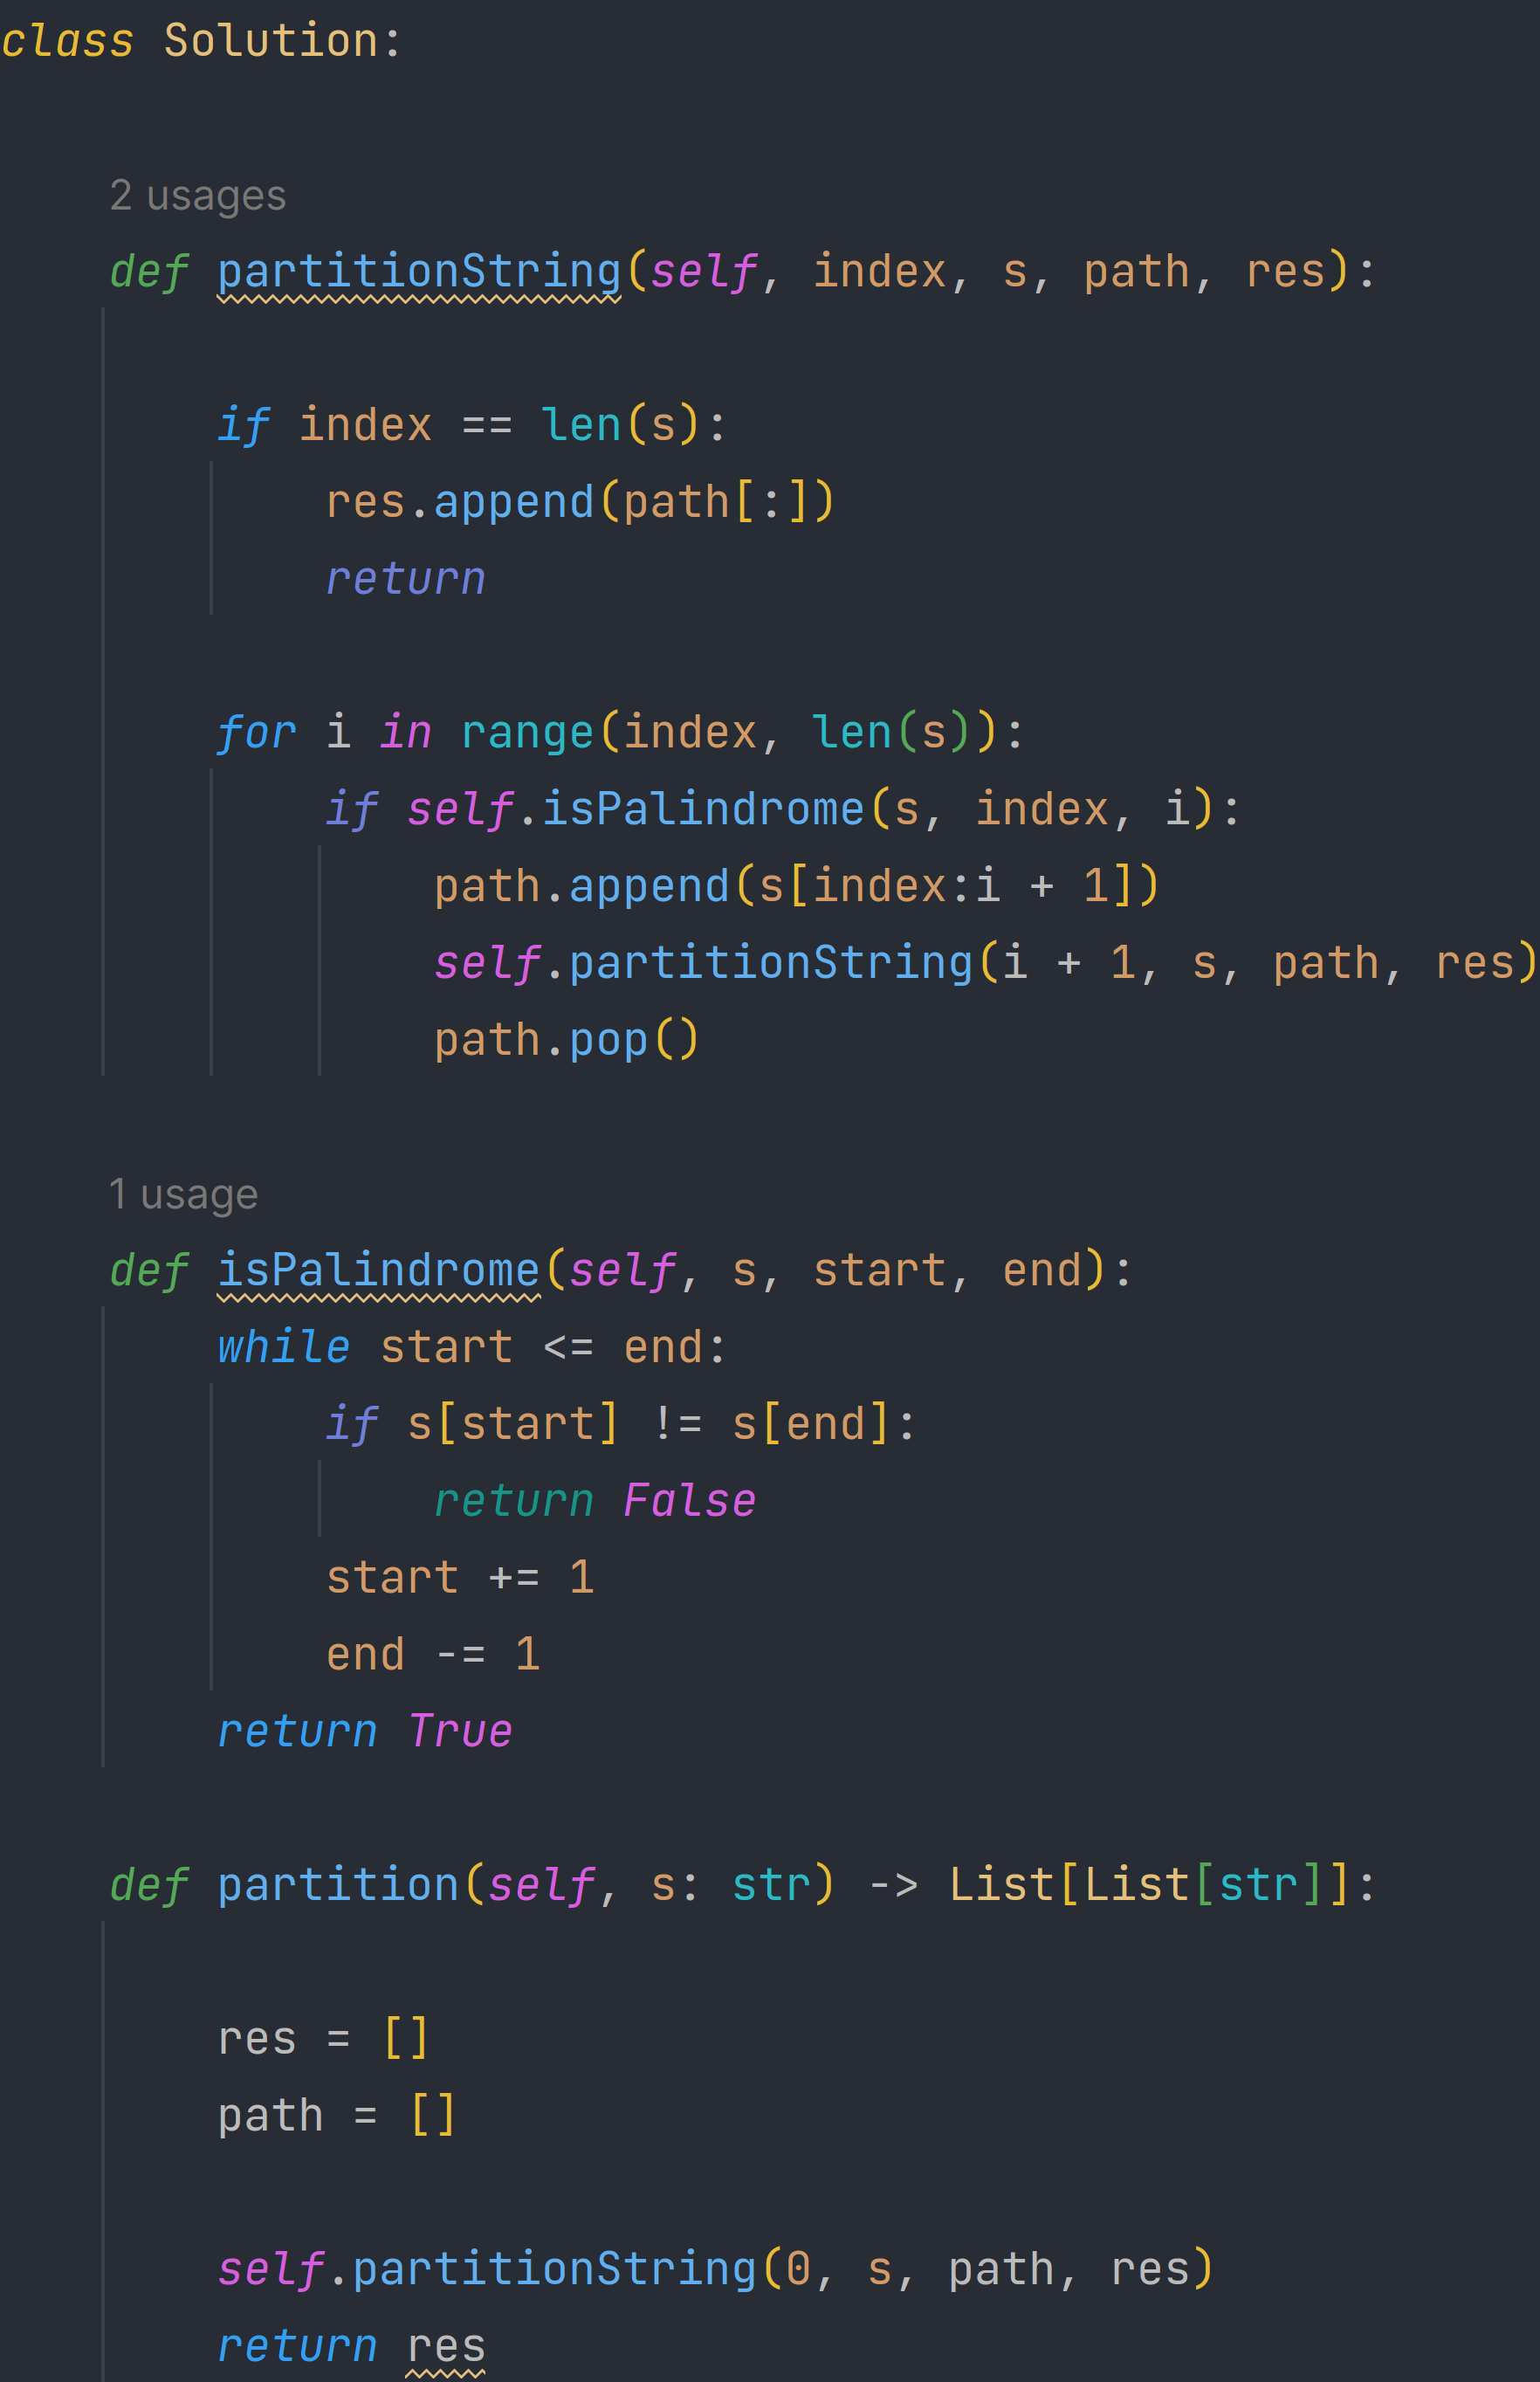 class Solution:

    2 usages
    def partitionString(self, index, s, path, res):

        if index == len(s):
            res.append(path[:])
            return

        for i in range(index, len(s)):
            if self.isPalindrome(s, index, i):
                path.append(s[index:i + 1])
                self.partitionString(i + 1, s, path, res)
                path.pop()

    1 usage
    def isPalindrome(self, s, start, end):
        while start <= end:
            if s[start] != s[end]:
                return False
            start += 1
            end -= 1
        return True

    def partition(self, s: str) -> List[List[str]]:

        res = []
        path = []

        self.partitionString(0, s, path, res)
        return res